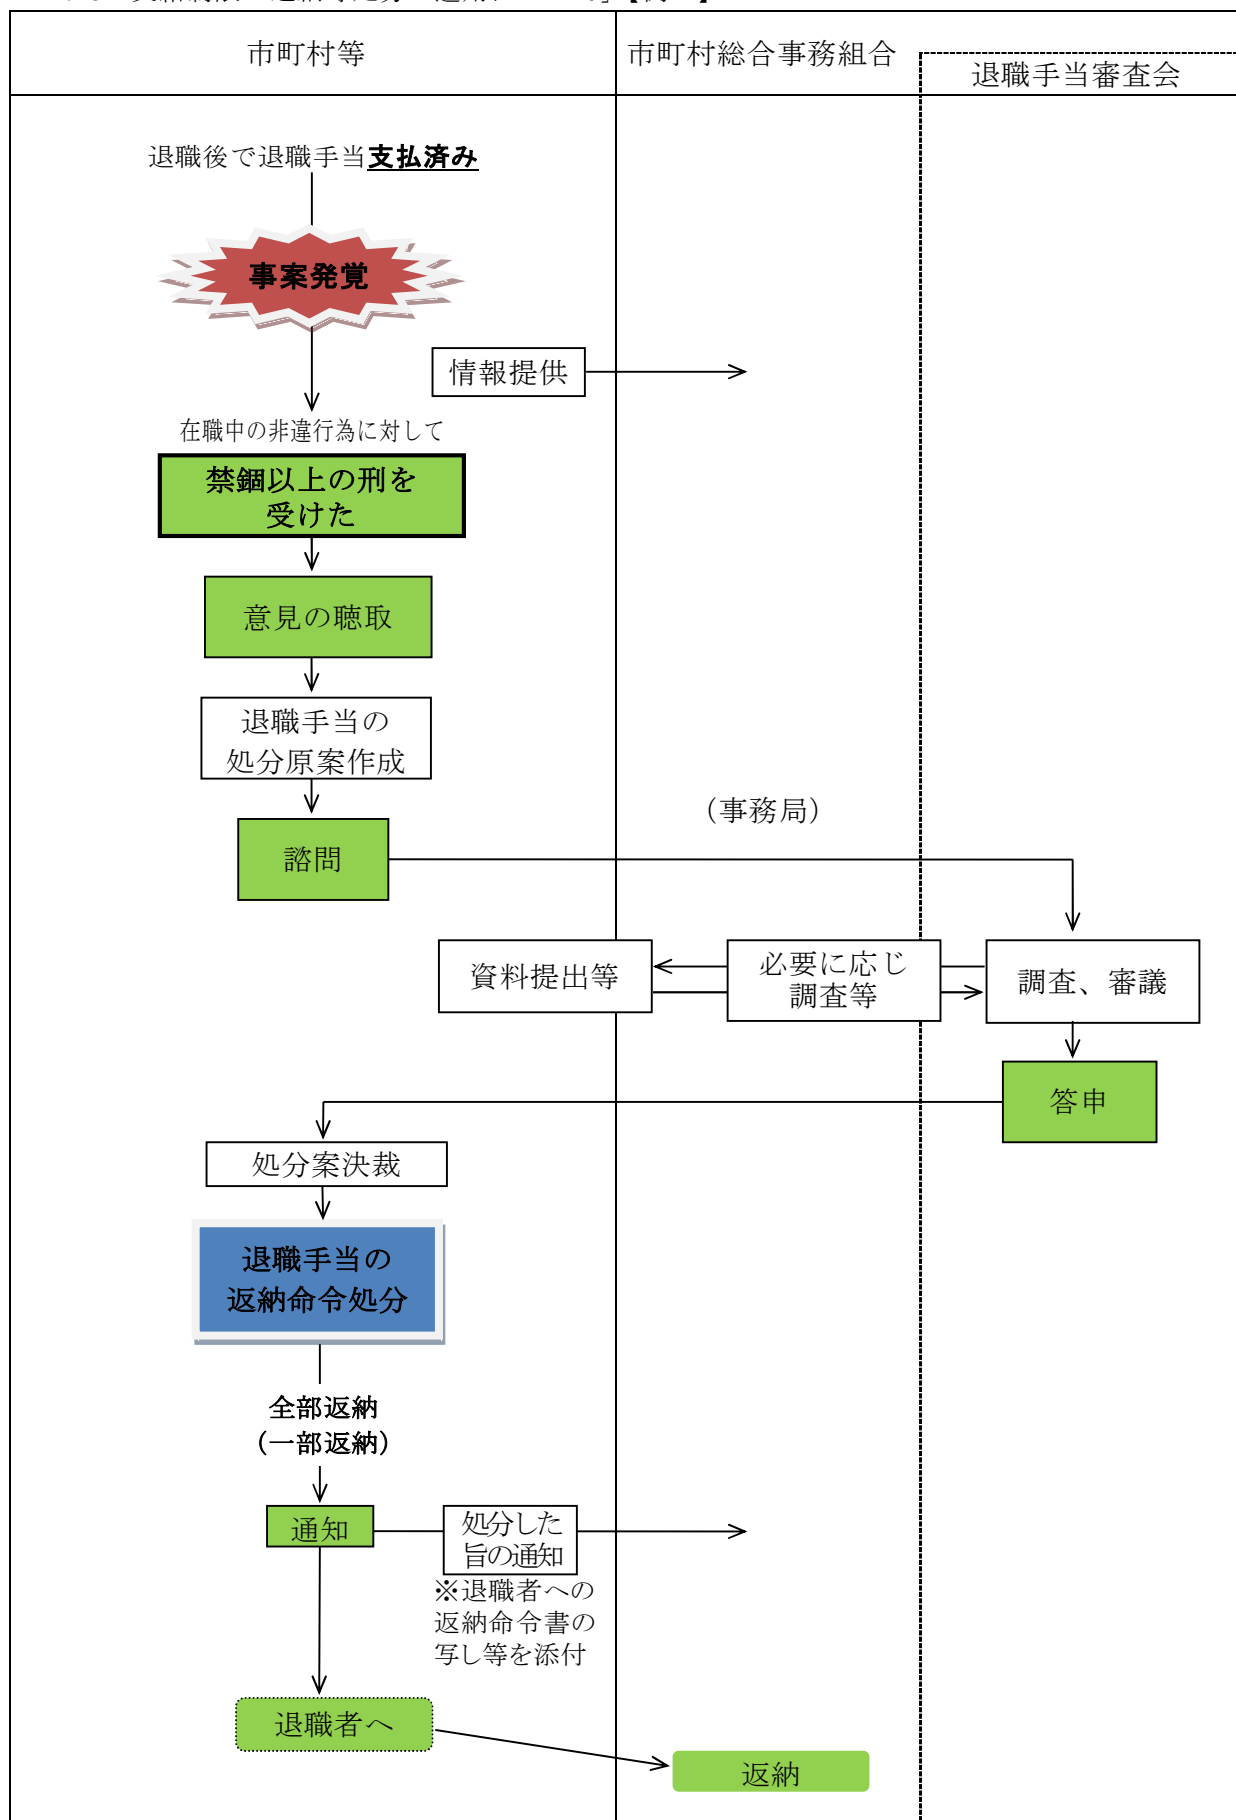 市町村等
市町村総合事務組合
退職手当審査会
退職後で退職手当支払済み
事案発覚
情報提供
在職中の非違行為に対して
禁錮以上の刑を
受けた
意見の聴取
退職手当の
処分原案作成
（事務局）
諮問
資料提出等
必要に応じ
調査等
調査、審議
答申
処分案決裁
退職手当の
返納命令処分
全部返納
（一部返納）
通知
処分した
旨の通知
※退職者への
返納命令書の
写し等を添付
退職者へ
返納